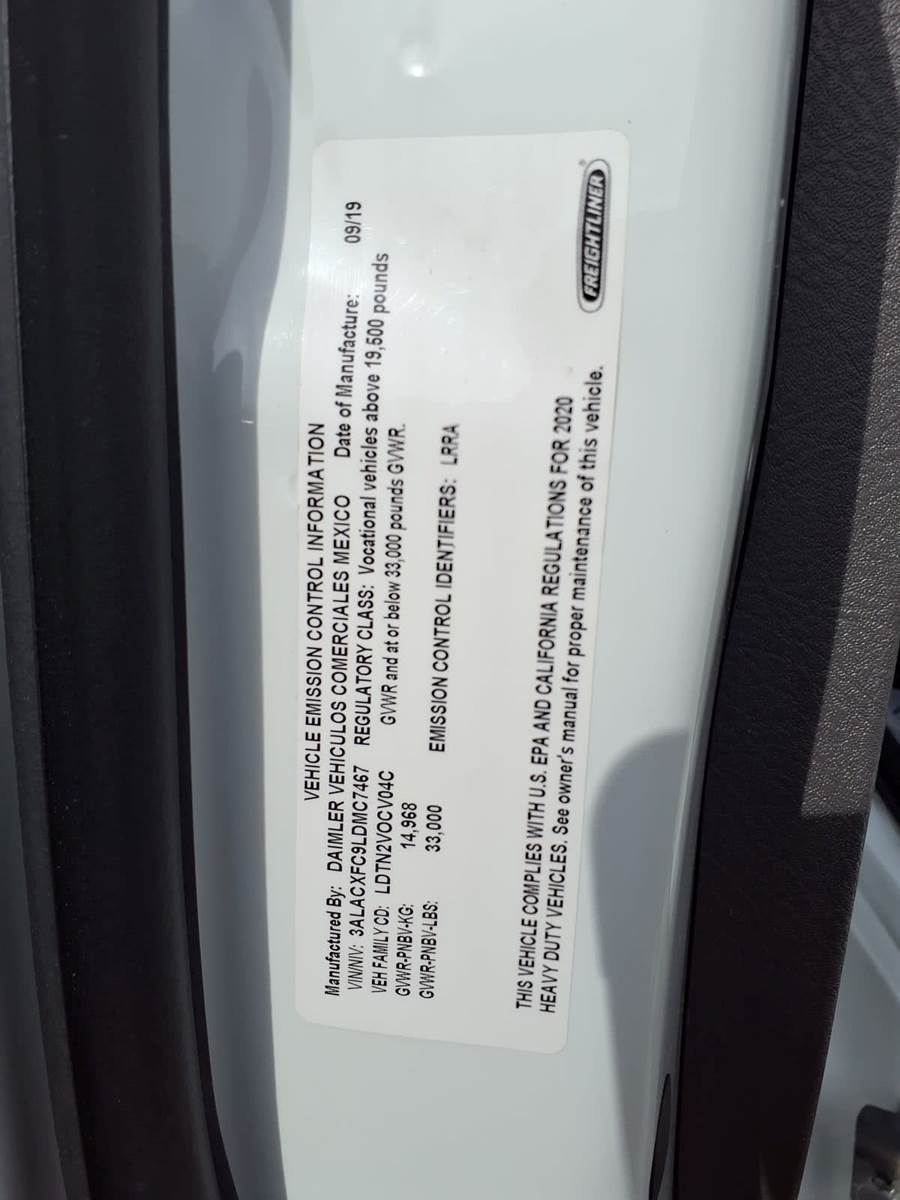 VEHICLE EMISSION CONTROL INFORMATION
Manufactured By: DAIMLER VEHICULOS COMERCIALES MEXICO Date of Manufacture: 09/19
VIN/NIV: 3ALACXFC9LDMC7467 REGULATORY CLASS: Vocational vehicles above 19,500 pounds
VEH FAMILY CD: LDTN2VOCV04C GVWR and at or below 33,000 pounds GVWR.
GVWR-PNBV-KG: 14,968
GVWR-PNBV-LBS: 33,000 EMISSION CONTROL IDENTIFIERS: LRRA
THIS VEHICLE COMPLIES WITH U.S. EPA AND CALIFORNIA REGULATIONS FOR 2020
HEAVY DUTY VEHICLES. See owner's manual for proper maintenance of this vehicle.
FREIGHTLINER